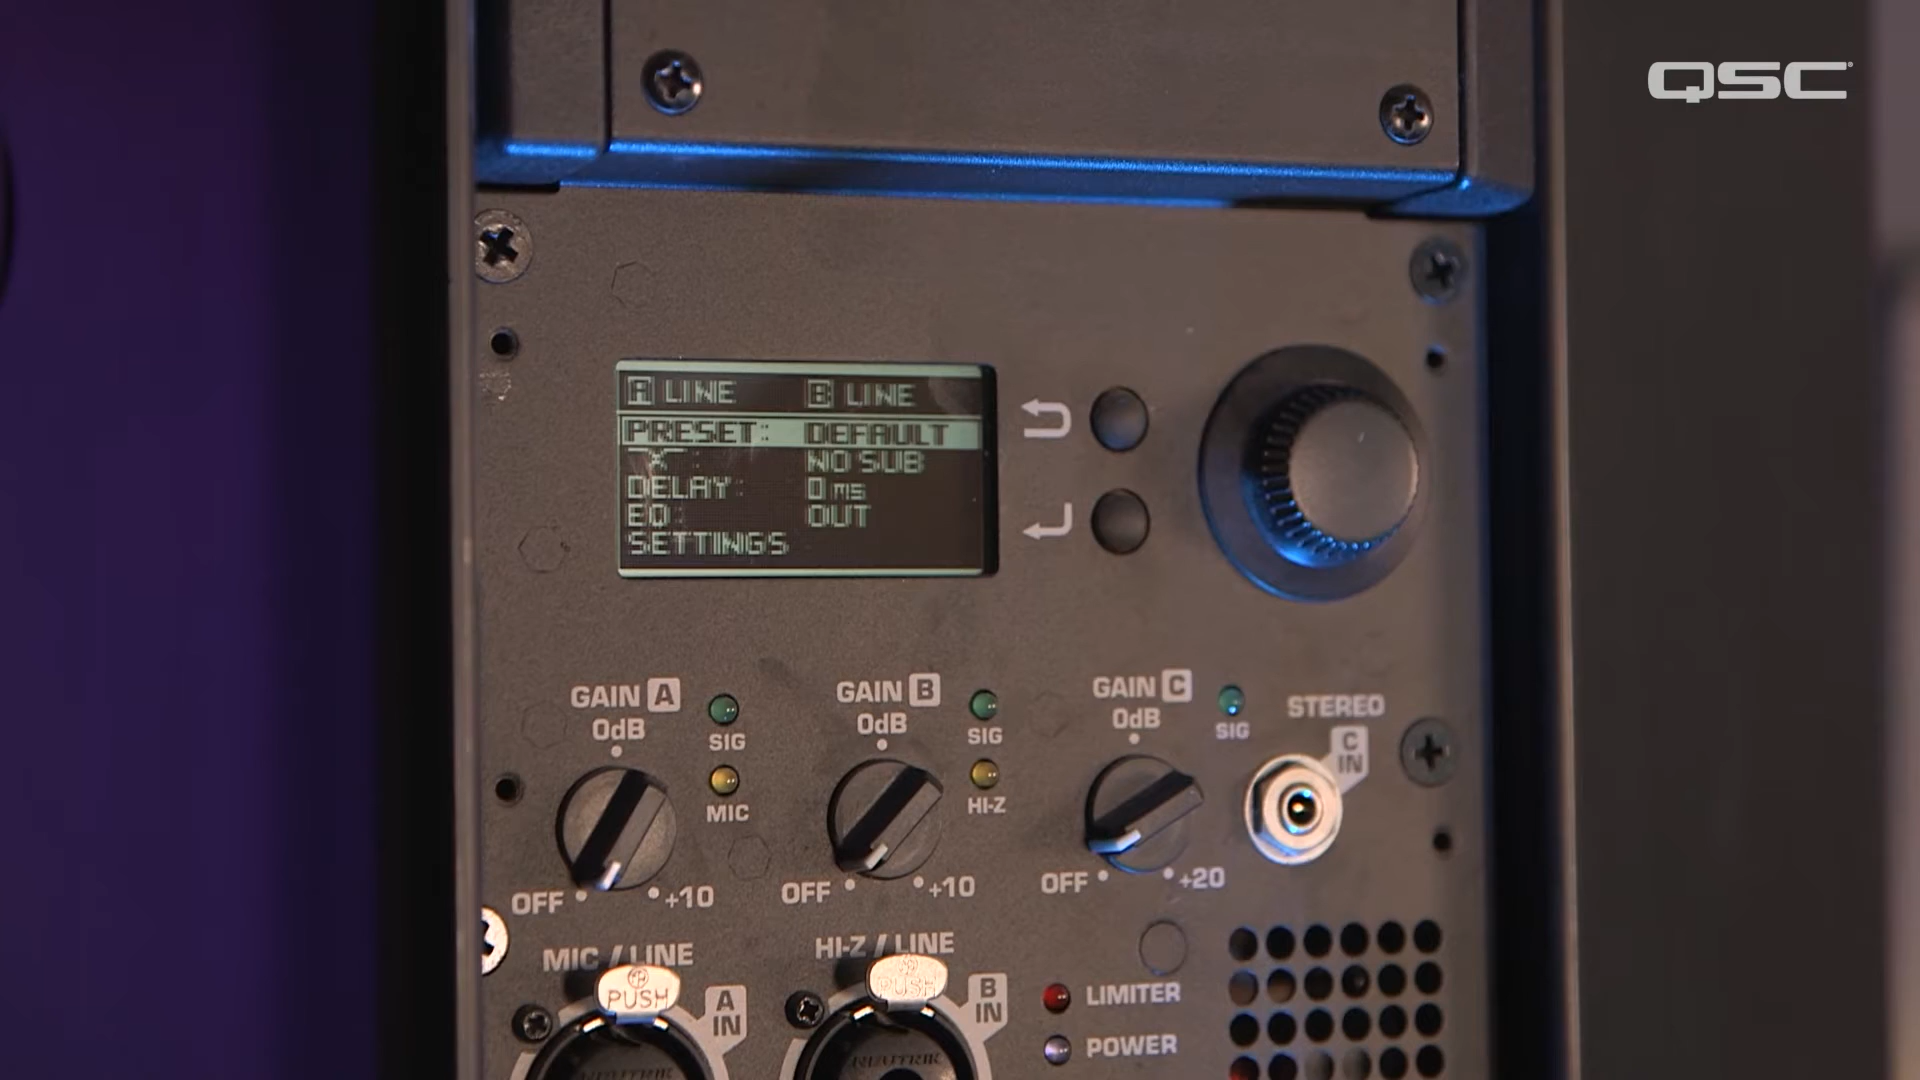 QSC
A LINE B LINE
PRESET: DEFAULT
X : NO SUB
DELAY: 0 ms
EQ : OUT
SETTINGS
GAIN A
0dB
SIG
MIC
OFF
+10
GAIN B
0dB
SIG
HI-Z
OFF
+10
GAIN C
0dB
SIG
OFF
+20
STEREO
C
IN
MIC / LINE
PUSH
A
IN
HI-Z / LINE
PUSH
B
IN
NEUTRIK
NEUTRIK
LIMITER
POWER